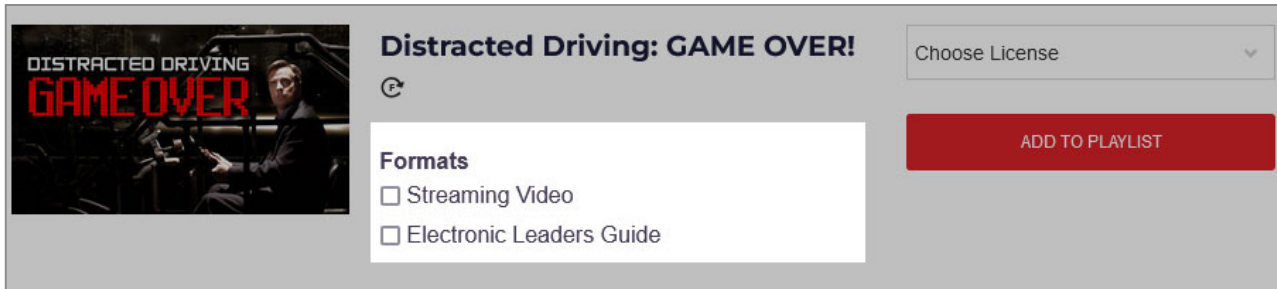 DISTRACTED DRIVING
GAME OVER
Distracted Driving: GAME OVER!
F
Formats
Streaming Video
Electronic Leaders Guide
Choose License
ADD TO PLAYLIST